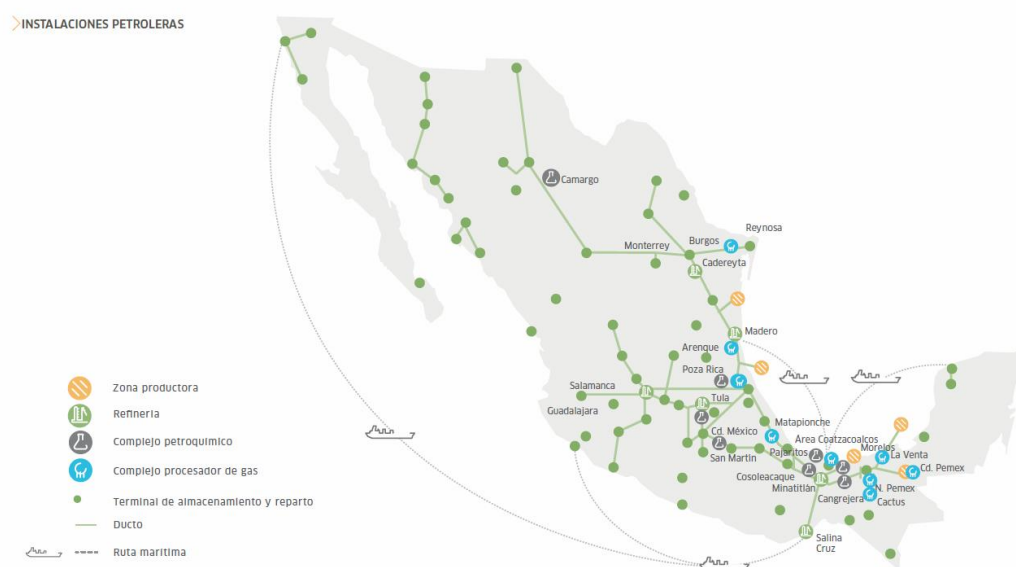 INSTALACIONES PETROLERAS
Camargo
Reynosa
Burgos
Monterrey
Cadereyta
Madero
Arenque
Poza Rica
Salamanca
Tula
Guadalajara
Matapionche
Cd. México
Area Coatzacoalcos
Morelos
Pajaritos
La Venta
San Martín
Cd. Pemex
Cosoleacaque
Minatitlán
N. Pemex
Cangrejera
Cactus
Salina
Cruz
Zona productora
Refinería
Complejo petroquímico
Complejo procesador de gas
Terminal de almacenamiento y reparto
Ducto
Ruta marítima